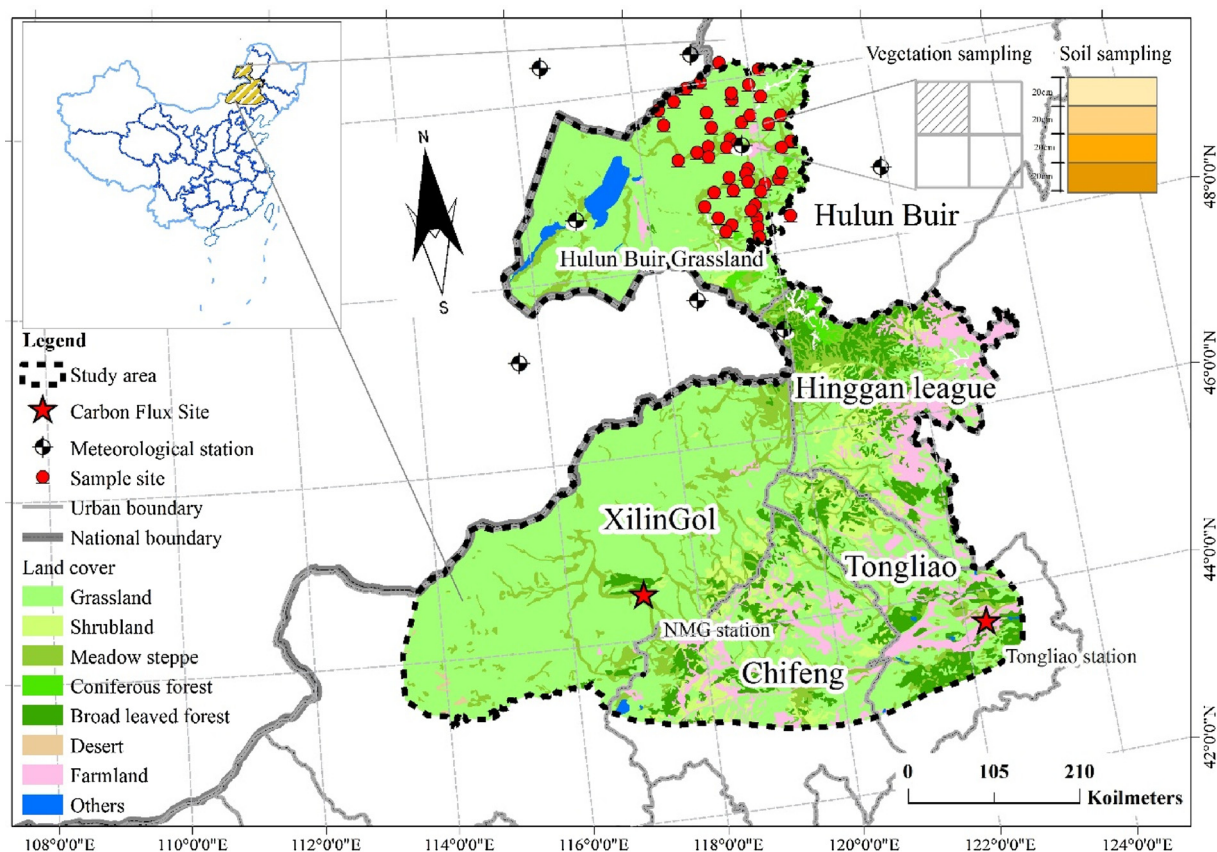 Vegetation sampling
Soil sampling
20cm
20cm
20cm
20cm
N
S
Hulun Buir
Hulun Buir Grassland
Hinggan league
XilinGol
Tongliao
NMG station
Chifeng
Tongliao station
Legend
Study area
Carbon Flux Site
Meteorological station
Sample site
Urban boundary
National boundary
Land cover
Grassland
Shrubland
Meadow steppe
Coniferous forest
Broad leaved forest
Desert
Farmland
Others
0 105 210
Koilmeters
48°0'0"N
46°0'0"N
44°0'0"N
42°0'0"N
108°0'0"E 110°0'0"E 112°0'0"E 114°0'0"E 116°0'0"E 118°0'0"E 120°0'0"E 122°0'0"E 124°0'0"E